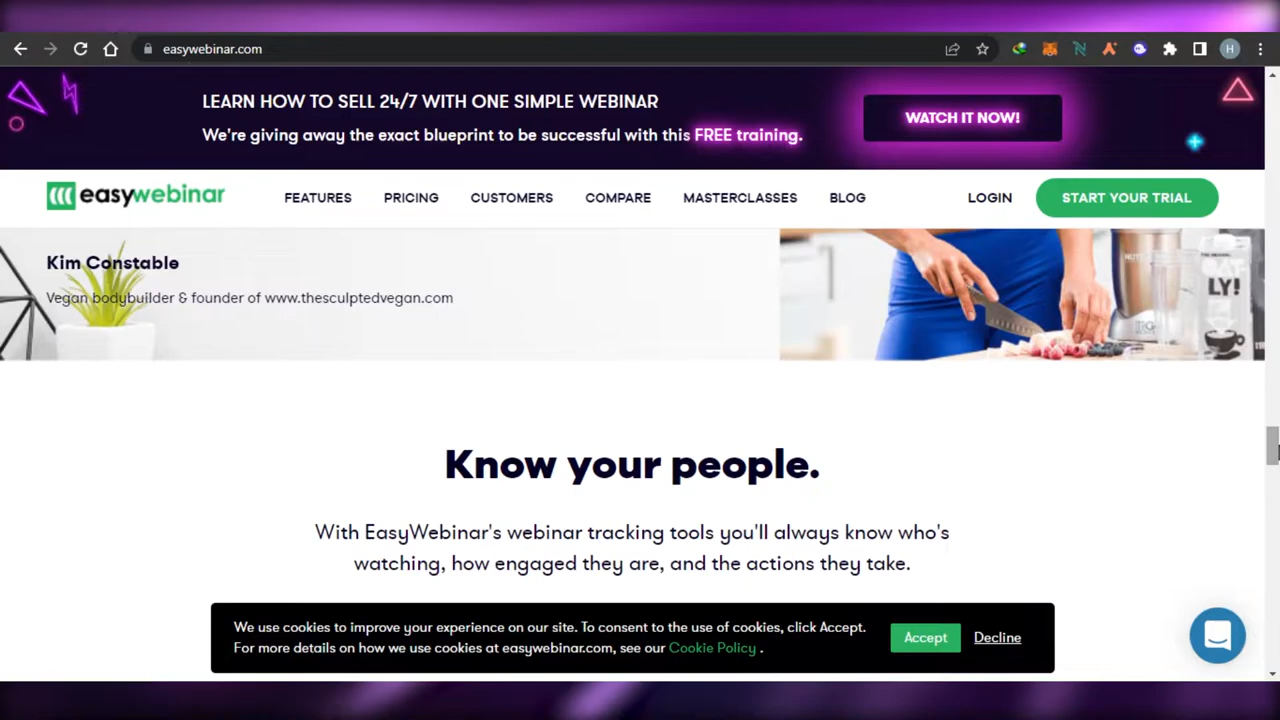 easywebinar.com
H
LEARN HOW TO SELL 24/7 WITH ONE SIMPLE WEBINAR
We're giving away the exact blueprint to be successful with this FREE training.
WATCH IT NOW!
easywebinar
FEATURES
PRICING
CUSTOMERS
COMPARE
MASTERCLASSES
BLOG
LOGIN
START YOUR TRIAL
Kim Constable
Vegan bodybuilder & founder of www.thesculptedvegan.com
LY!
Know your people.
With EasyWebinar's webinar tracking tools you'll always know who's
watching, how engaged they are, and the actions they take.
We use cookies to improve your experience on our site. To consent to the use of cookies, click Accept.
For more details on how we use cookies at easywebinar.com, see our Cookie Policy .
Accept
Decline